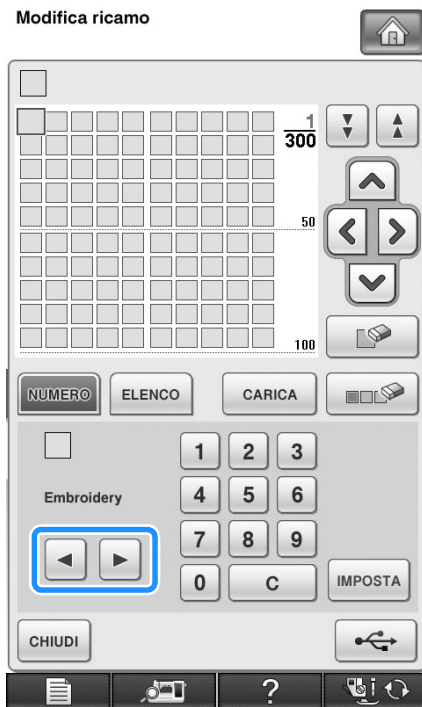 Modifica ricamo
1
300
50
100
NUMERO ELENCO CARICA
1 2 3
Embroidery 4 5 6
7 8 9
0 C IMPOSTA
CHIUDI
?